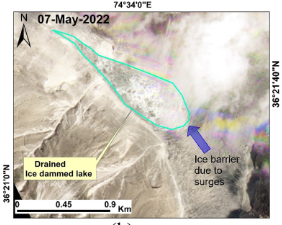 74°34'0"E
N
07-May-2022
36°21'40"N
Drained
Ice dammed lake
Ice barrier
due to
surges
36°21'0"N
0 0.45 0.9 Km